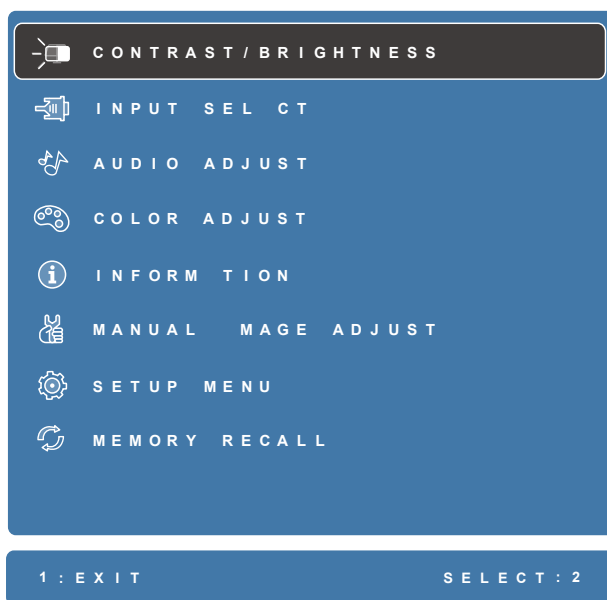 CONTRAST/BRIGHTNESS
INPUT SEL CT
AUDIO ADJUST
COLOR ADJUST
INFORM TION
MANUAL MAGE ADJUST
SETUP MENU
MEMORY RECALL
1:EXIT SELECT:2